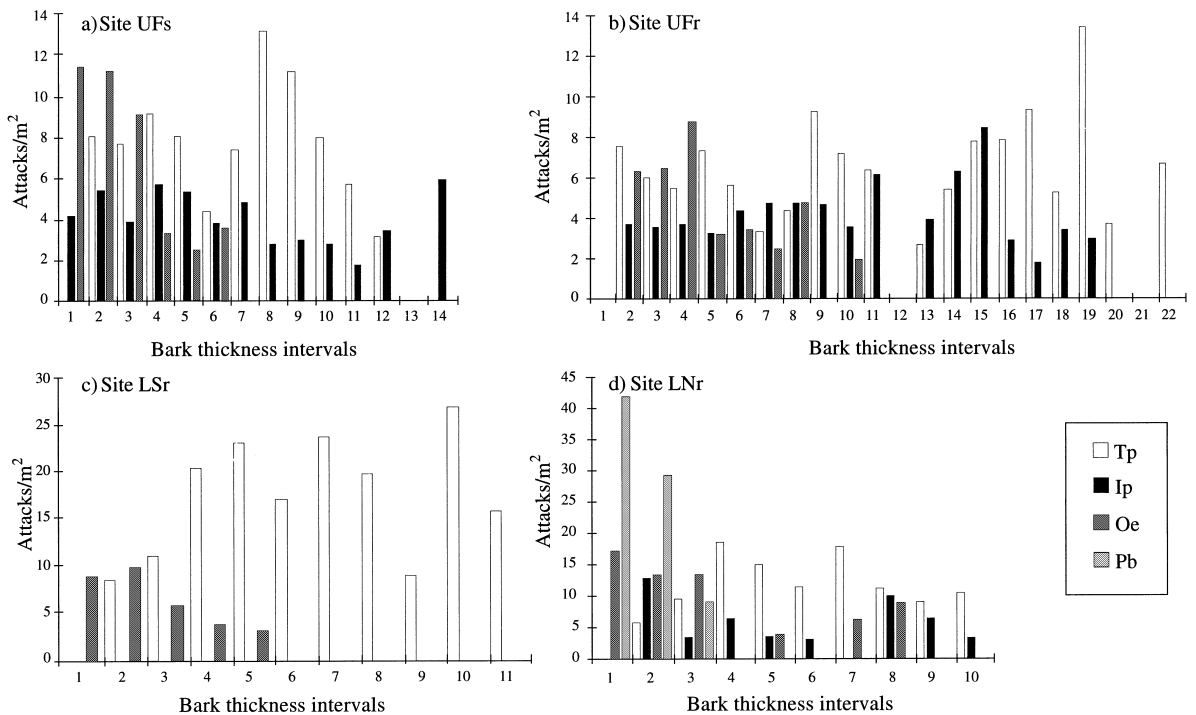 a) Site UFs
14
12
10
8
6
4
2
0
Attacks/m²
1 2 3 4 5 6 7 8 9 10 11 12 13 14
Bark thickness intervals
b) Site UFr
14
12
10
8
6
4
2
0
Attacks/m²
1 2 3 4 5 6 7 8 9 10 11 12 13 14 15 16 17 18 19 20 21 22
Bark thickness intervals
c) Site LSr
30
25
20
15
10
5
0
Attacks/m²
1 2 3 4 5 6 7 8 9 10 11
Bark thickness intervals
d) Site LNr
45
40
35
30
25
20
15
10
5
0
Attacks/m²
1 2 3 4 5 6 7 8 9 10
Bark thickness intervals
Tp
Ip
Oe
Pb